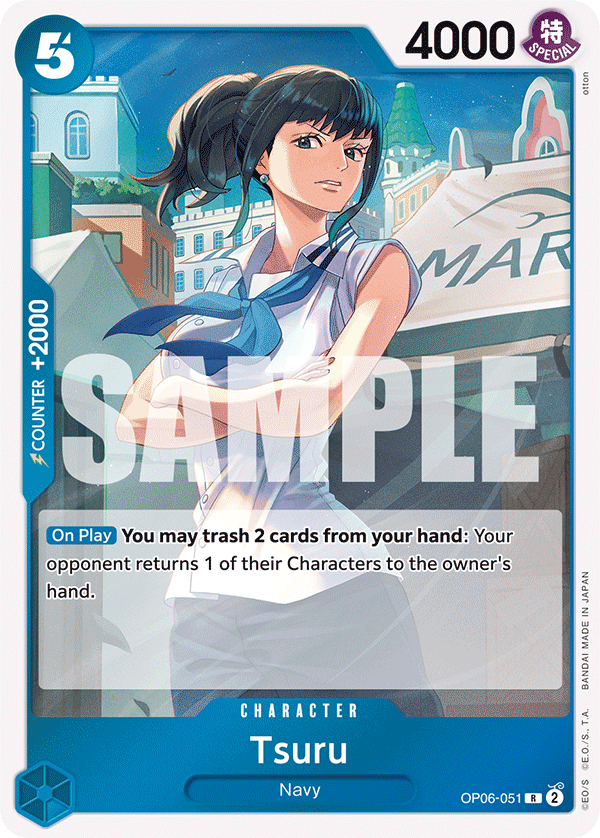 5
4000
特
SPECIAL
otton
MAR
COUNTER +2000
SAMPLE
On Play You may trash 2 cards from your hand: Your
opponent returns 1 of their Characters to the owner's
hand.
CHARACTER
Tsuru
Navy
OP06-051 R 2
©EO/S ©E.O./S., T.A. BANDAI MADE IN JAPAN